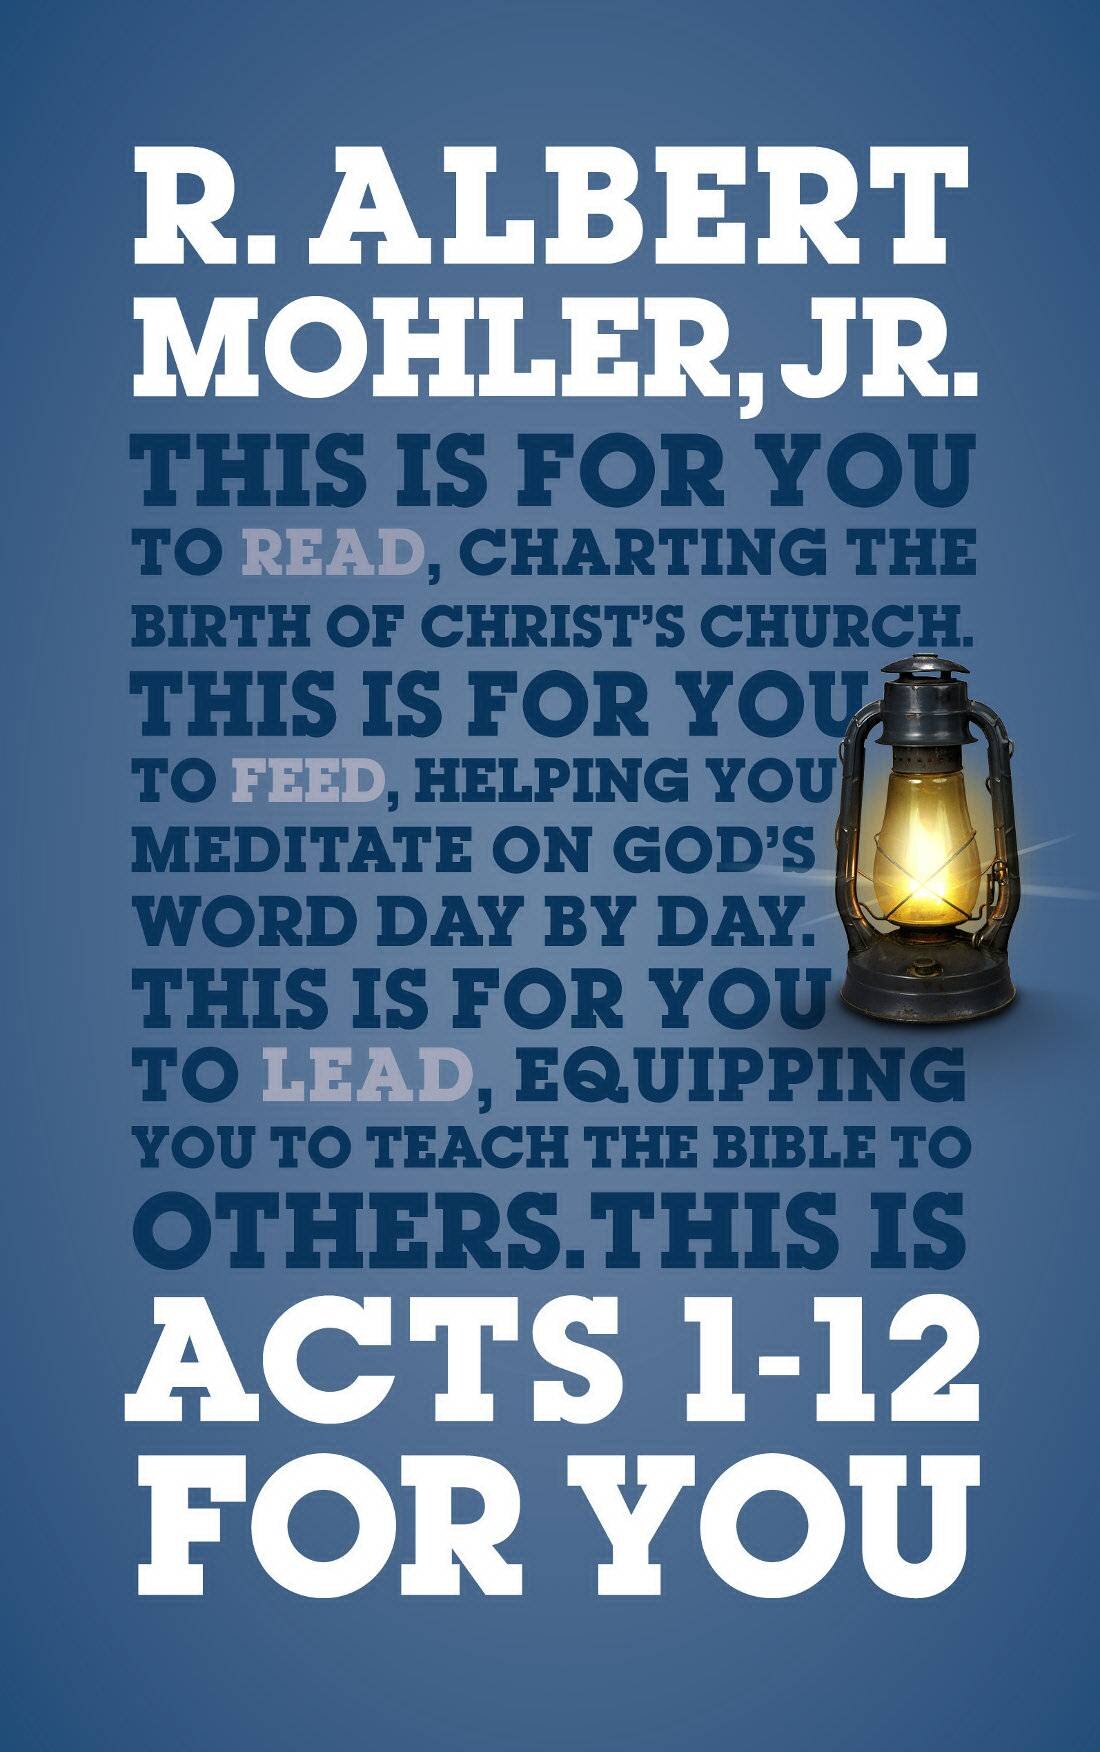 R. ALBERT
MOHLER, JR.
THIS IS FOR YOU
TO READ, CHARTING THE
BIRTH OF CHRIST'S CHURCH.
THIS IS FOR YOU
TO FEED, HELPING YOU
MEDITATE ON GOD'S
WORD DAY BY DAY.
THIS IS FOR YOU
TO LEAD, EQUIPPING
YOU TO TEACH THE BIBLE TO
OTHERS. THIS IS
ACTS 1-12
FOR YOU